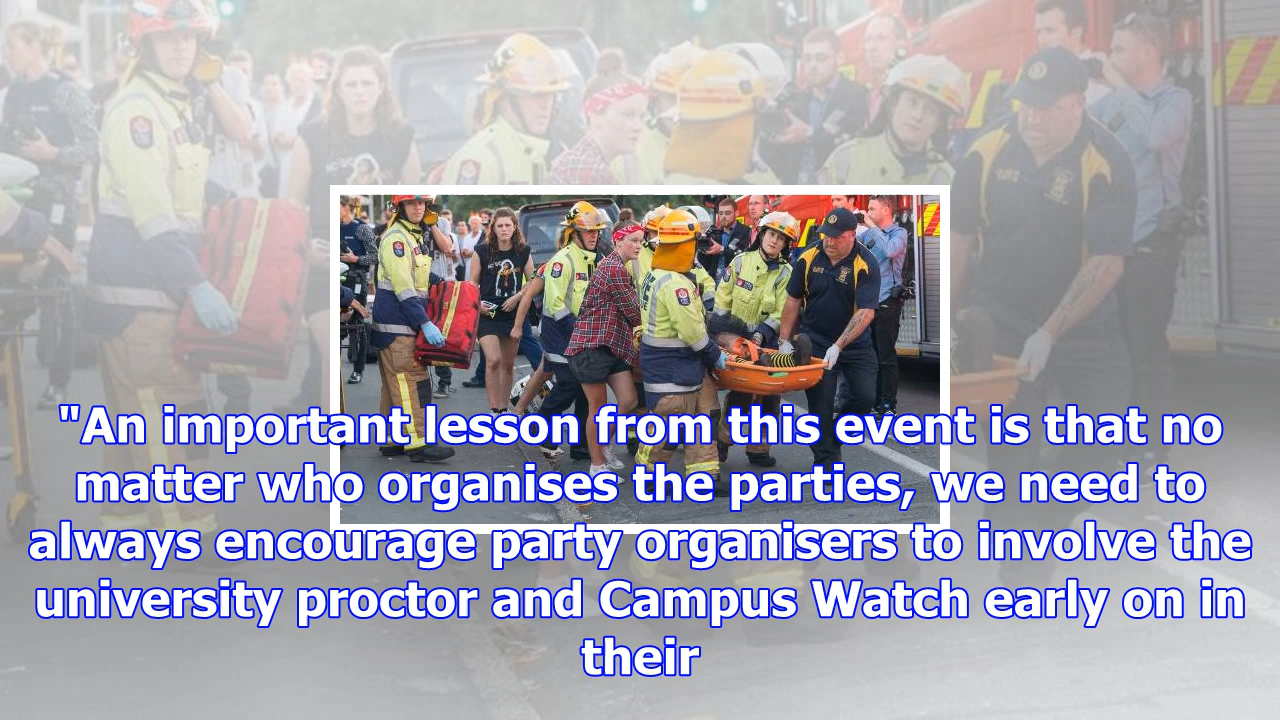 "An important lesson from this event is that no
matter who organises the parties, we need to
always encourage party organisers to involve the
university proctor and Campus Watch early on in
their